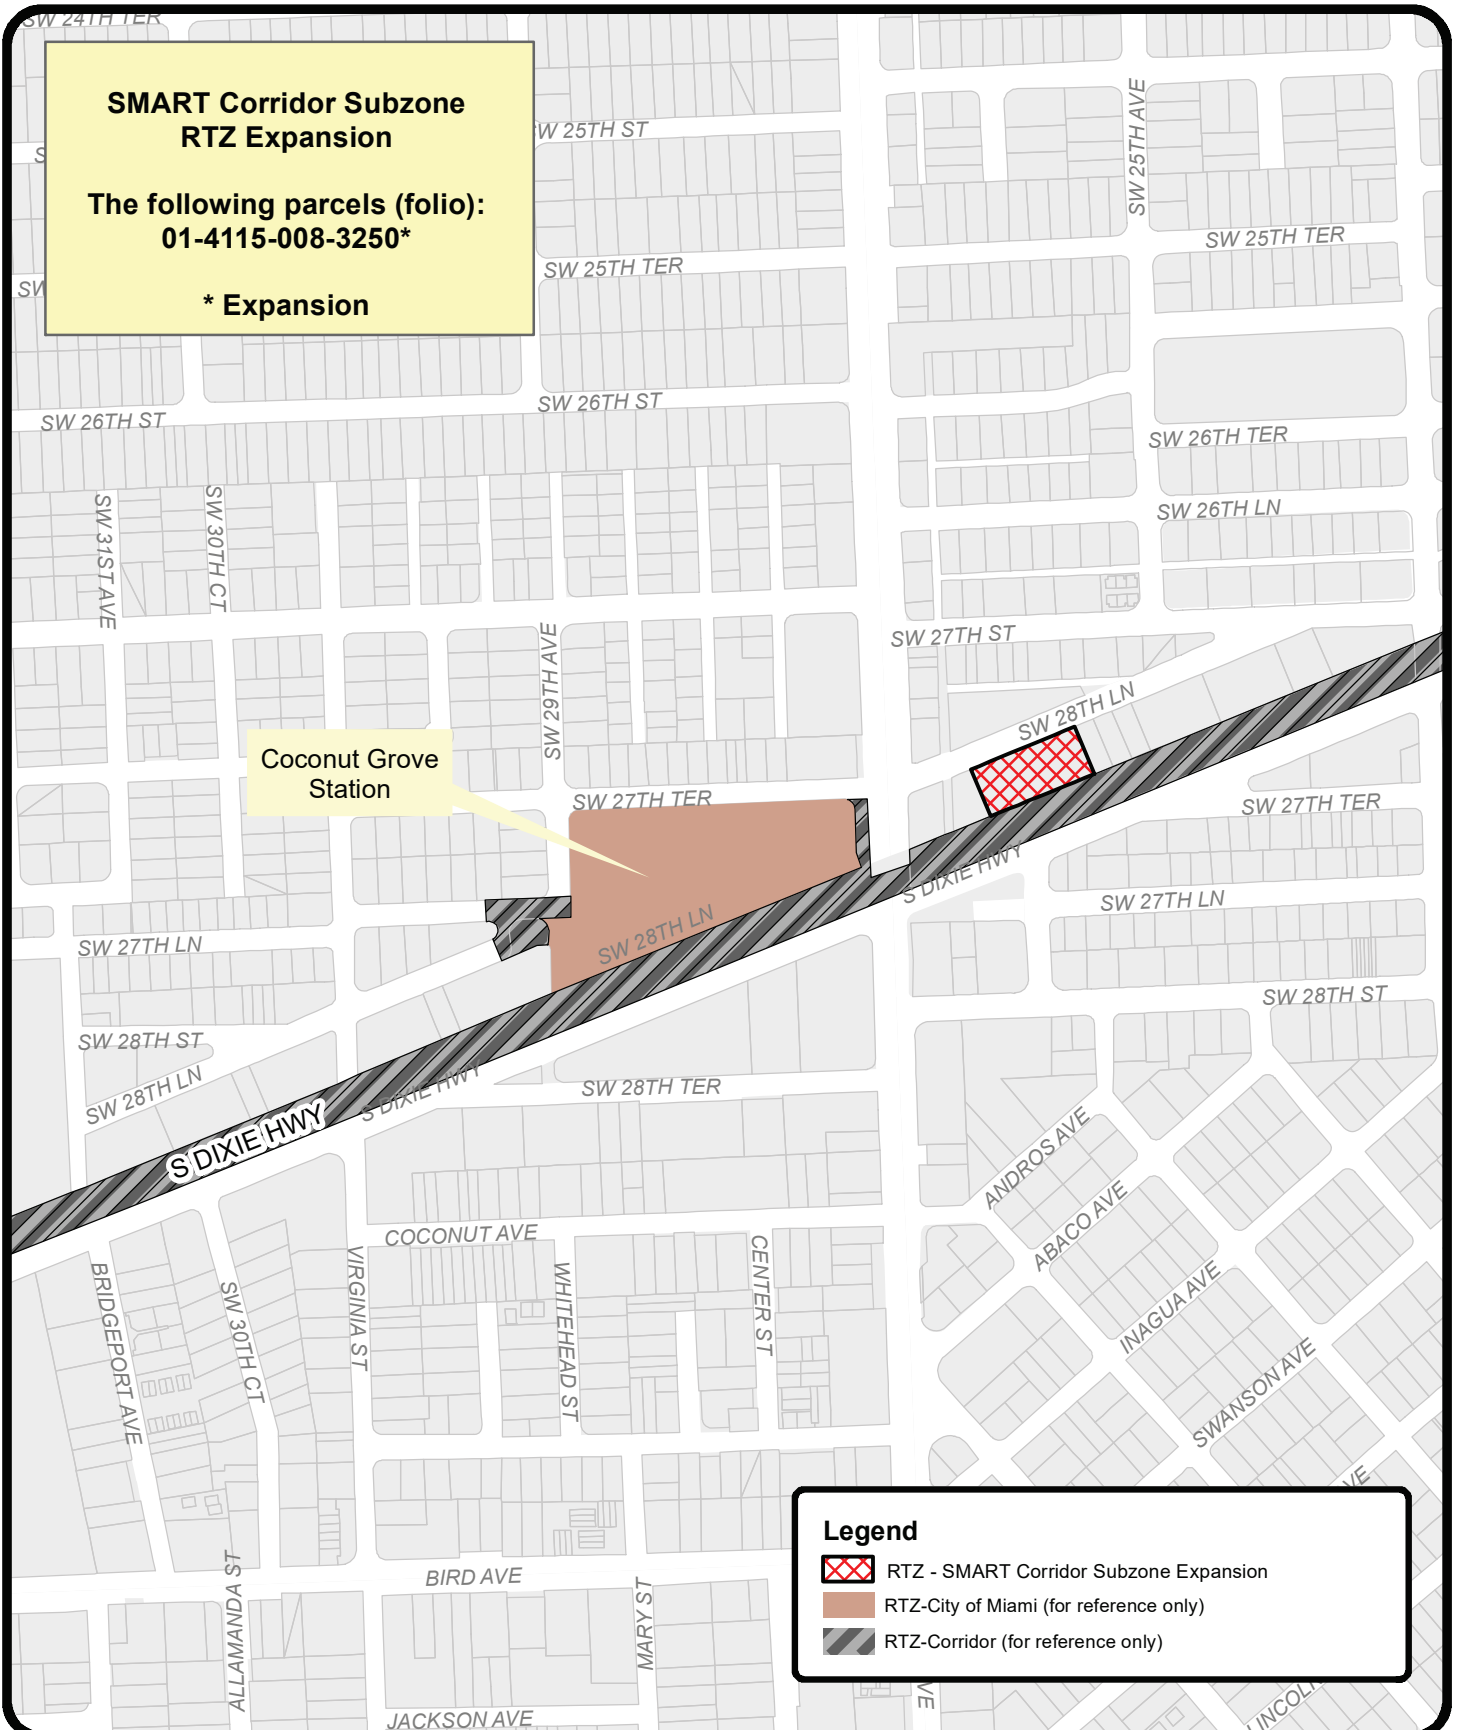 SW 24TH TER
SMART Corridor Subzone
RTZ Expansion
The following parcels (folio):
01-4115-008-3250*
* Expansion
SW 25TH ST
SW 25TH AVE
SW 25TH TER
SW 25TH TER
SW
SW 26TH ST
SW 26TH ST
SW 26TH TER
SW 26TH LN
SW 31ST AVE
SW 30TH CT
SW 29TH AVE
SW 27TH ST
SW 28TH LN
Coconut Grove
Station
SW 27TH TER
SW 27TH TER
S DIXIE HWY
SW 27TH LN
SW 28TH LN
SW 27TH LN
SW 28TH ST
SW 28TH ST
SW 28TH LN
S DIXIE HWY
SW 28TH TER
S DIXIE HWY
ANDROS AVE
ABACO AVE
COCONUT AVE
BRIDGEPORT AVE
SW 30TH CT
VIRGINIA ST
WHITEHEAD ST
CENTER ST
INAGUA AVE
SWANSON AVE
VE
Legend
RTZ - SMART Corridor Subzone Expansion
RTZ-City of Miami (for reference only)
RTZ-Corridor (for reference only)
BIRD AVE
ALLAMANDA ST
MARY ST
VE
LINCOL
JACKSON AVE